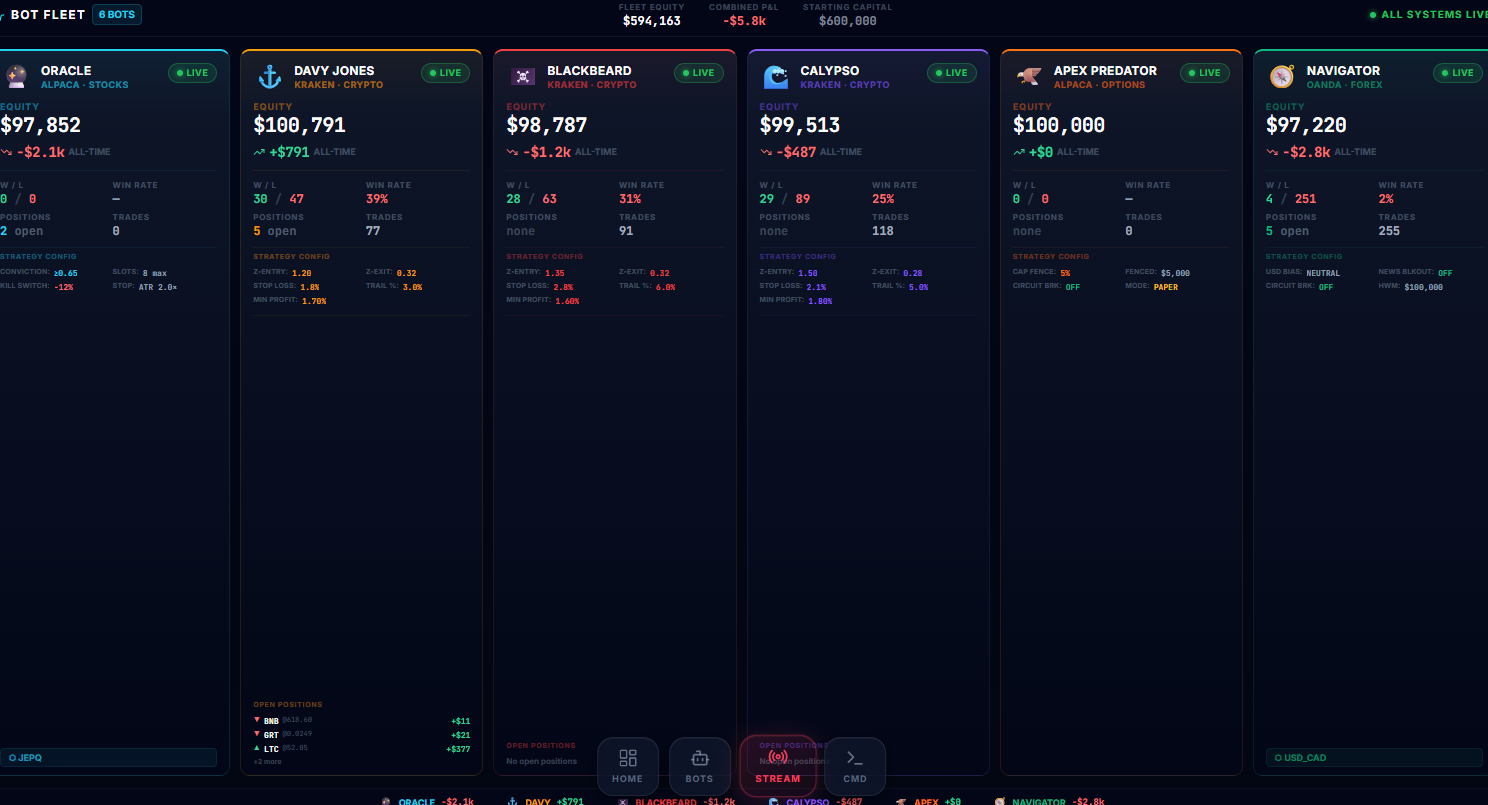 BOT FLEET 6 BOTS
FLEET EQUITY COMBINED P&L STARTING CAPITAL
$594,163 -$5.8k $600,000
ALL SYSTEMS LIVE
ORACLE
ALPACA · STOCKS
LIVE
EQUITY
$97,852
-$2.1k ALL-TIME
W / L WIN RATE
0 / 0 —
POSITIONS TRADES
2 open 0
STRATEGY CONFIG
CONVICTION: ≥0.65 SLOTS: 8 max
KILL SWITCH: -12% STOP: ATR 2.0×
JEPQ
DAVY JONES
KRAKEN · CRYPTO
LIVE
EQUITY
$100,791
+$791 ALL-TIME
W / L WIN RATE
30 / 47 39%
POSITIONS TRADES
5 open 77
STRATEGY CONFIG
Z-ENTRY: 1.20 Z-EXIT: 0.32
STOP LOSS: 1.8% TRAIL %: 3.0%
MIN PROFIT: 1.70%
OPEN POSITIONS
▼ BNB @618.60 +$11
▼ GRT @0.0249 +$21
▲ LTC @52.05 +$377
+2 more
BLACKBEARD
KRAKEN · CRYPTO
LIVE
EQUITY
$98,787
-$1.2k ALL-TIME
W / L WIN RATE
28 / 63 31%
POSITIONS TRADES
none 91
STRATEGY CONFIG
Z-ENTRY: 1.35 Z-EXIT: 0.32
STOP LOSS: 2.8% TRAIL %: 6.0%
MIN PROFIT: 1.60%
OPEN POSITIONS
No open positions
CALYPSO
KRAKEN · CRYPTO
LIVE
EQUITY
$99,513
-$487 ALL-TIME
W / L WIN RATE
29 / 89 25%
POSITIONS TRADES
none 118
STRATEGY CONFIG
Z-ENTRY: 1.50 Z-EXIT: 0.28
STOP LOSS: 2.1% TRAIL %: 5.0%
MIN PROFIT: 1.80%
OPEN POSITIONS
No open positions
APEX PREDATOR
ALPACA · OPTIONS
LIVE
EQUITY
$100,000
+$0 ALL-TIME
W / L WIN RATE
0 / 0 —
POSITIONS TRADES
none 0
STRATEGY CONFIG
CAP FENCE: 5% FENCED: $5,000
CIRCUIT BRK: OFF MODE: PAPER
NAVIGATOR
OANDA · FOREX
LIVE
EQUITY
$97,220
-$2.8k ALL-TIME
W / L WIN RATE
4 / 251 2%
POSITIONS TRADES
5 open 255
STRATEGY CONFIG
USD BIAS: NEUTRAL NEWS BLKOUT: OFF
CIRCUIT BRK: OFF HWM: $100,000
USD_CAD
HOME BOTS STREAM CMD
ORACLE -$2.1k DAVY +$791 BLACKBEARD -$1.2k CALYPSO -$487 APEX +$0 NAVIGATOR -$2.8k